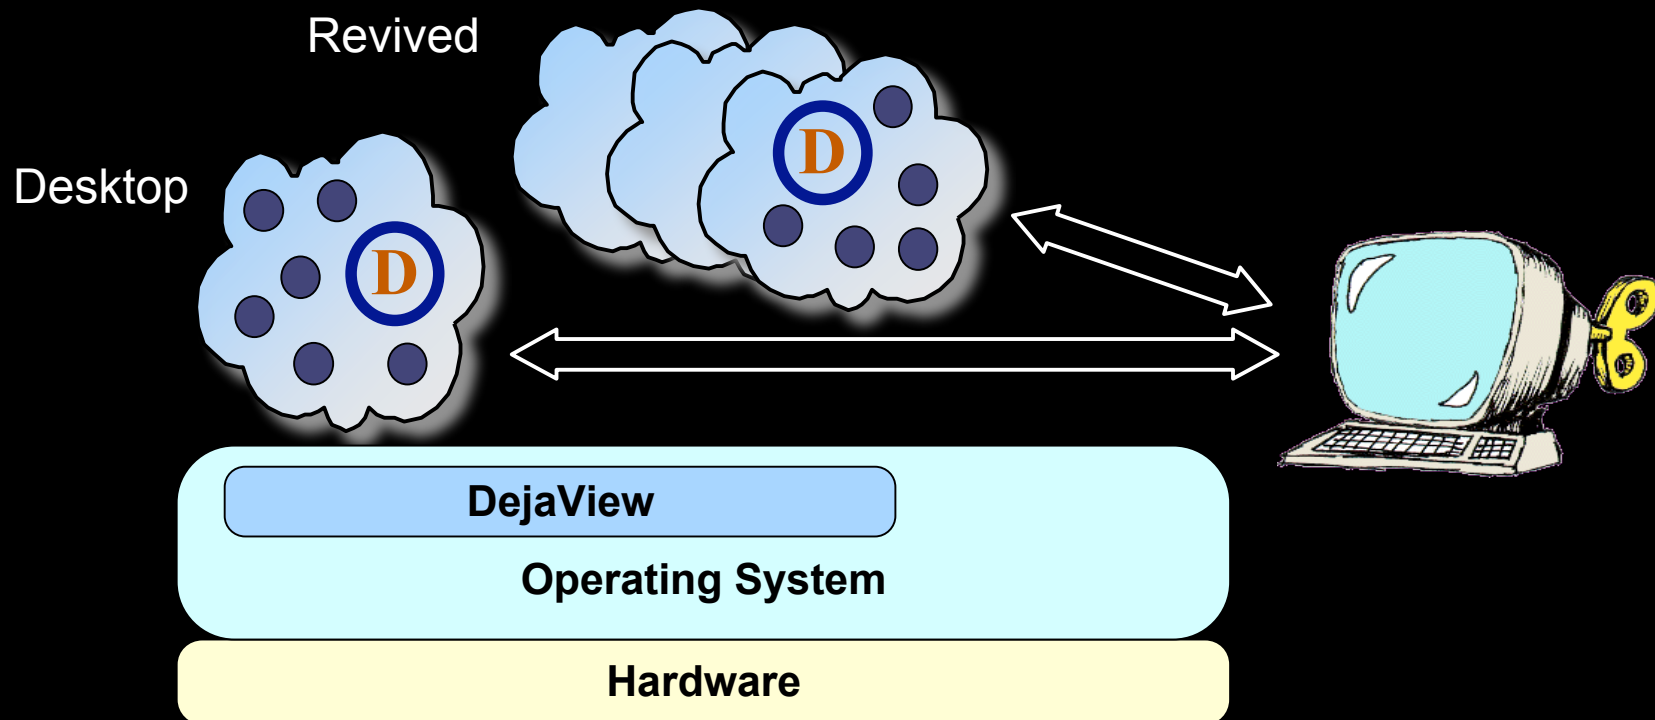 Revived
D
Desktop
D
DejaView
Operating System
Hardware